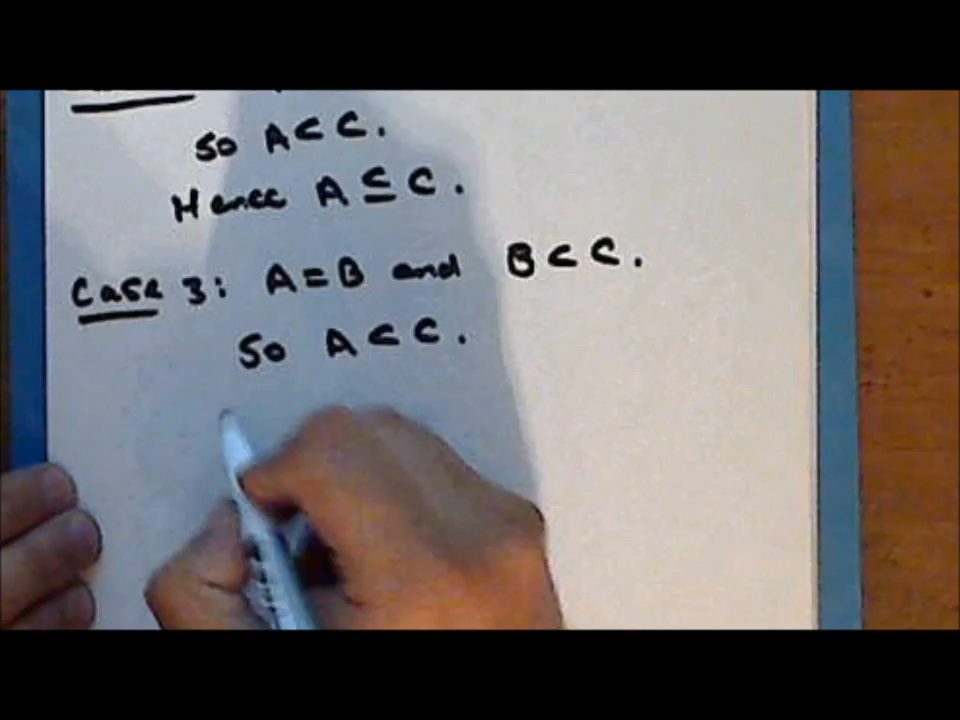 So A ⊂ C.
Hence A ⊆ C.
Case 3: A = B and B ⊂ C.
So A ⊂ C.